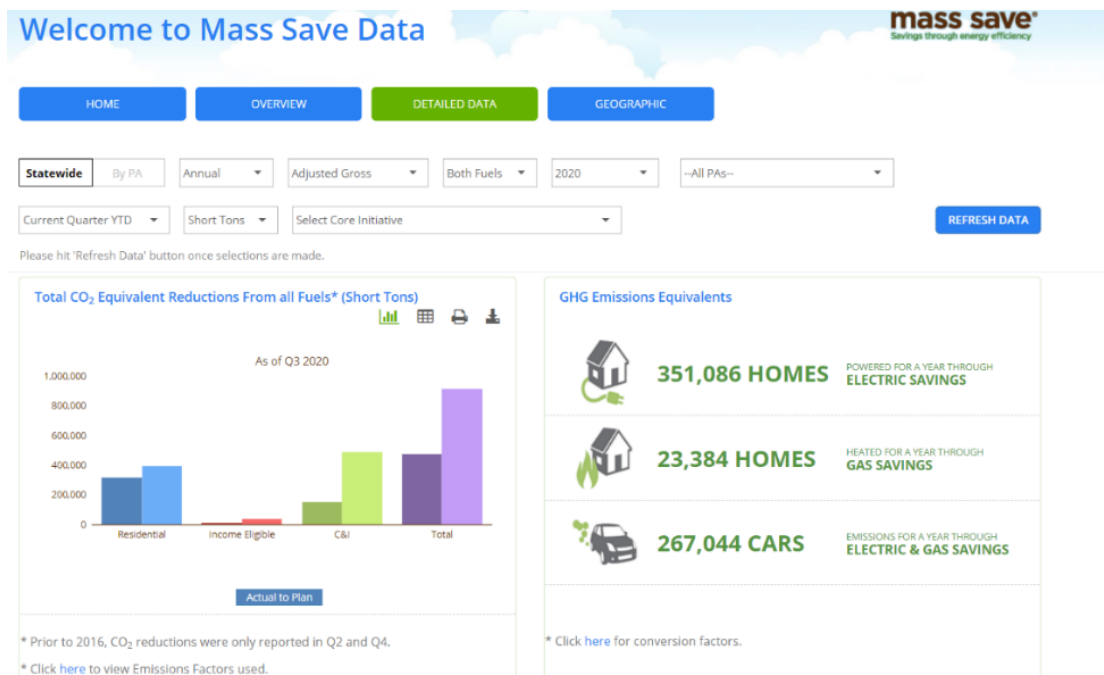 Welcome to Mass Save Data
mass save®
Savings through energy efficiency
HOME
OVERVIEW
DETAILED DATA
GEOGRAPHIC
Statewide
By PA
Annual
Adjusted Gross
Both Fuels
2020
--All PAs--
Current Quarter YTD
Short Tons
Select Core Initiative
REFRESH DATA
Please hit 'Refresh Data' button once selections are made.
Total CO₂ Equivalent Reductions From all Fuels* (Short Tons)
As of Q3 2020
1,000,000
800,000
600,000
400,000
200,000
0
Residential
Income Eligible
C&I
Total
Actual to Plan
* Prior to 2016, CO₂ reductions were only reported in Q2 and Q4.
* Click here to view Emissions Factors used.
GHG Emissions Equivalents
351,086 HOMES
POWERED FOR A YEAR THROUGH
ELECTRIC SAVINGS
23,384 HOMES
HEATED FOR A YEAR THROUGH
GAS SAVINGS
267,044 CARS
EMISSIONS FOR A YEAR THROUGH
ELECTRIC & GAS SAVINGS
* Click here for conversion factors.